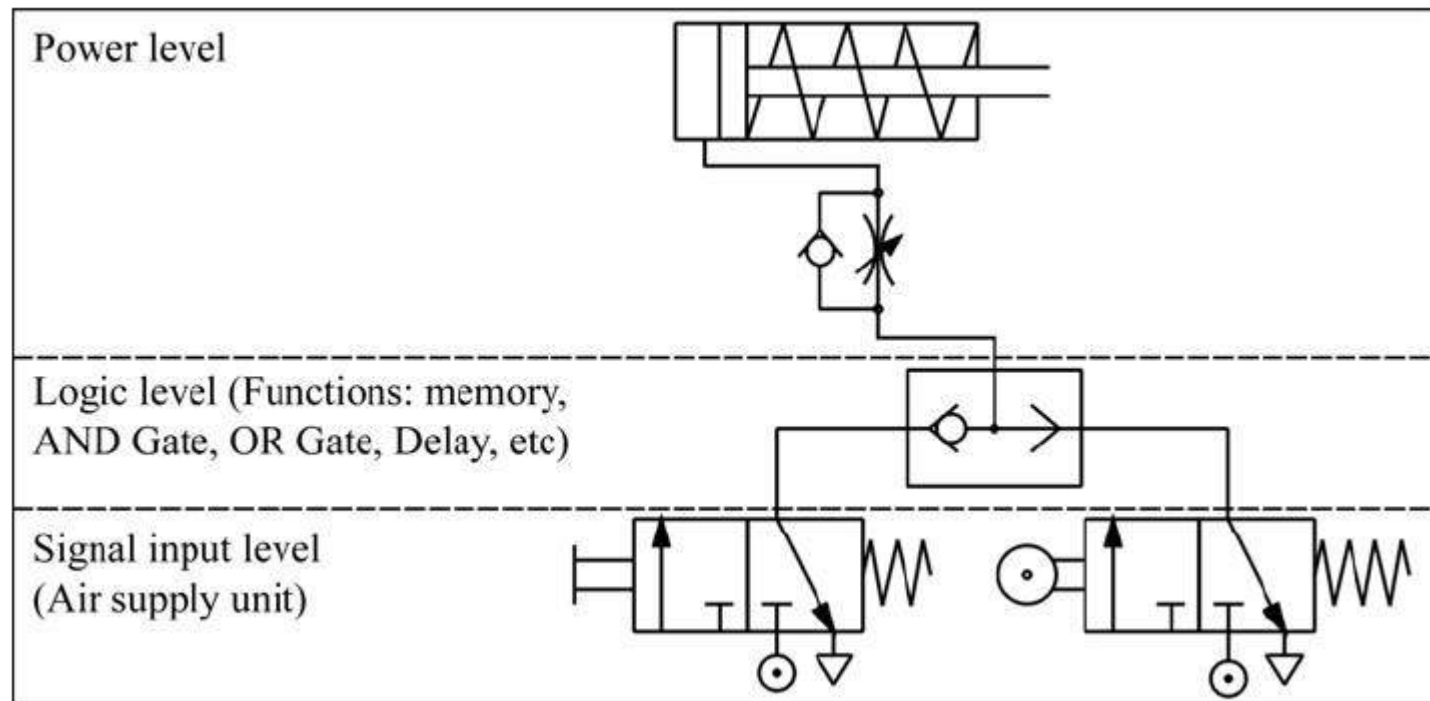 Power level
Logic level (Functions: memory,
AND Gate, OR Gate, Delay, etc)
Signal input level
(Air supply unit)